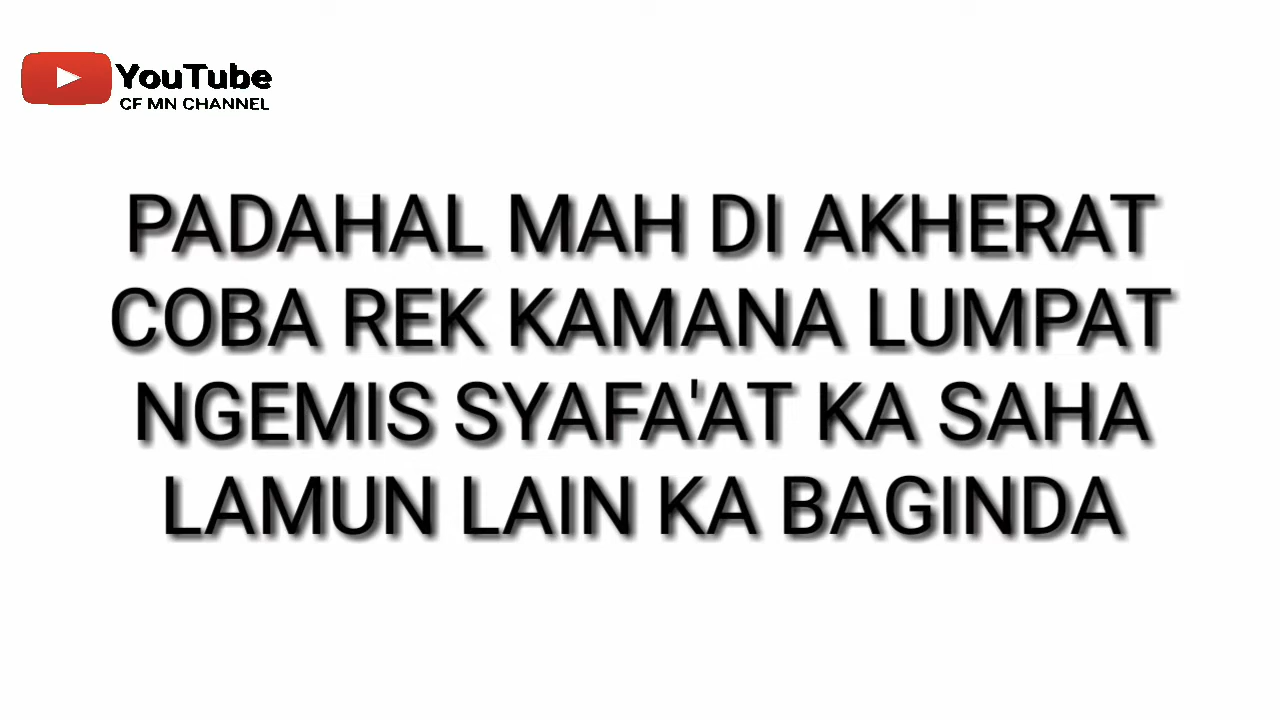 YouTube
CF MN CHANNEL
PADAHAL MAH DI AKHERAT
COBA REK KAMANA LUMPAT
NGEMIS SYAFA'AT KA SAHA
LAMUN LAIN KA BAGINDA